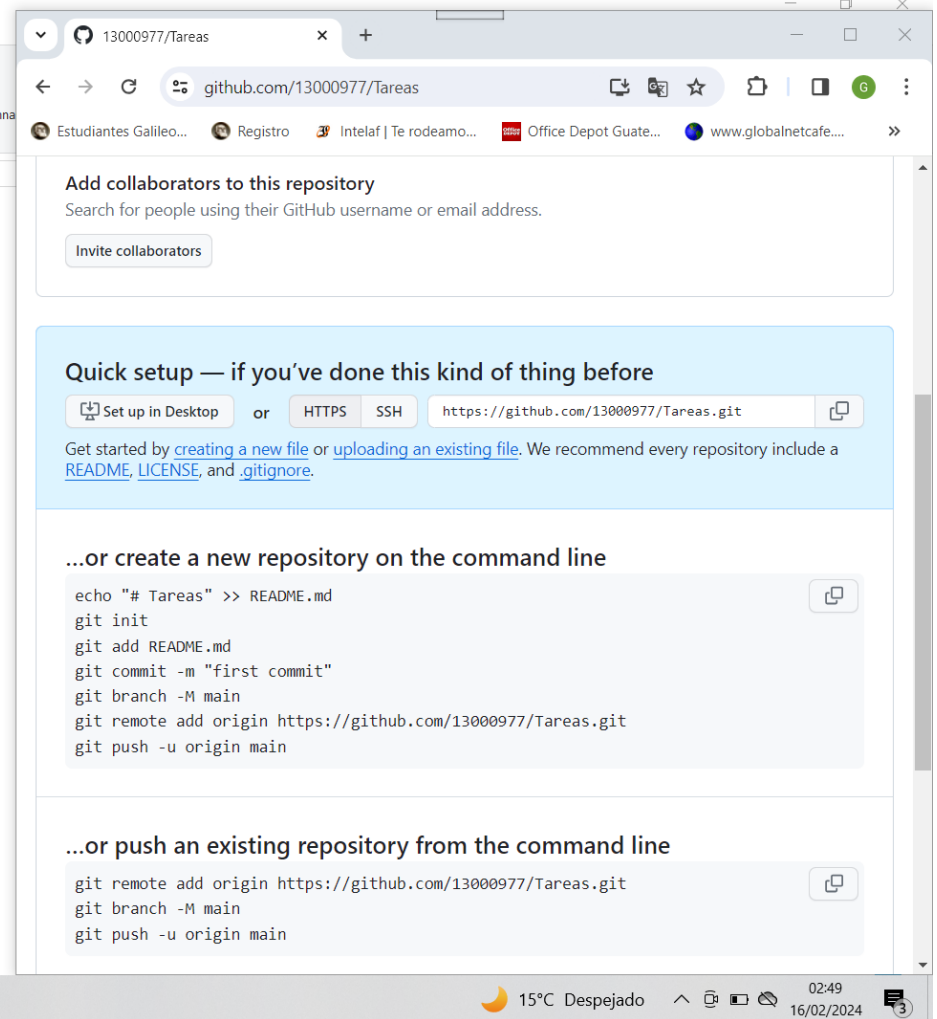 13000977/Tareas
github.com/13000977/Tareas
G
Estudiantes Galileo...
Registro
Intelaf | Te rodeamo...
Office Depot Guate...
www.globalnetcafe....
Add collaborators to this repository
Search for people using their GitHub username or email address.
Invite collaborators
Quick setup — if you’ve done this kind of thing before
Set up in Desktop or HTTPS SSH https://github.com/13000977/Tareas.git
Get started by creating a new file or uploading an existing file. We recommend every repository include a
README, LICENSE, and .gitignore.
…or create a new repository on the command line
echo "# Tareas" >> README.md
git init
git add README.md
git commit -m "first commit"
git branch -M main
git remote add origin https://github.com/13000977/Tareas.git
git push -u origin main
…or push an existing repository from the command line
git remote add origin https://github.com/13000977/Tareas.git
git branch -M main
git push -u origin main
15°C Despejado
02:49
16/02/2024
3